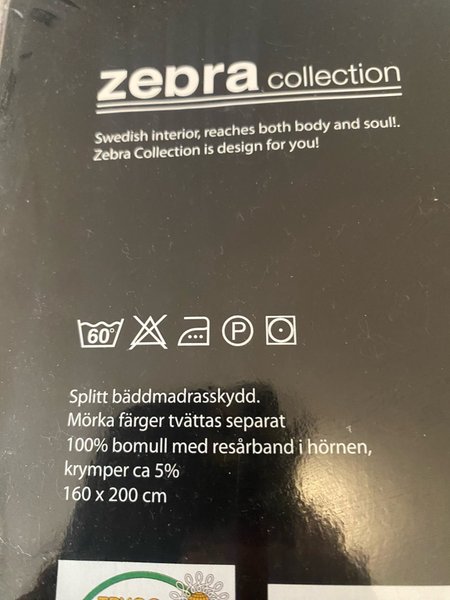 zebra collection
Swedish interior, reaches both body and soul!.
Zebra Collection is design for you!
60° P
Splitt bäddmadrasskydd.
Mörka färger tvättas separat
100% bomull med resårband i hörnen,
krymper ca 5%
160 x 200 cm